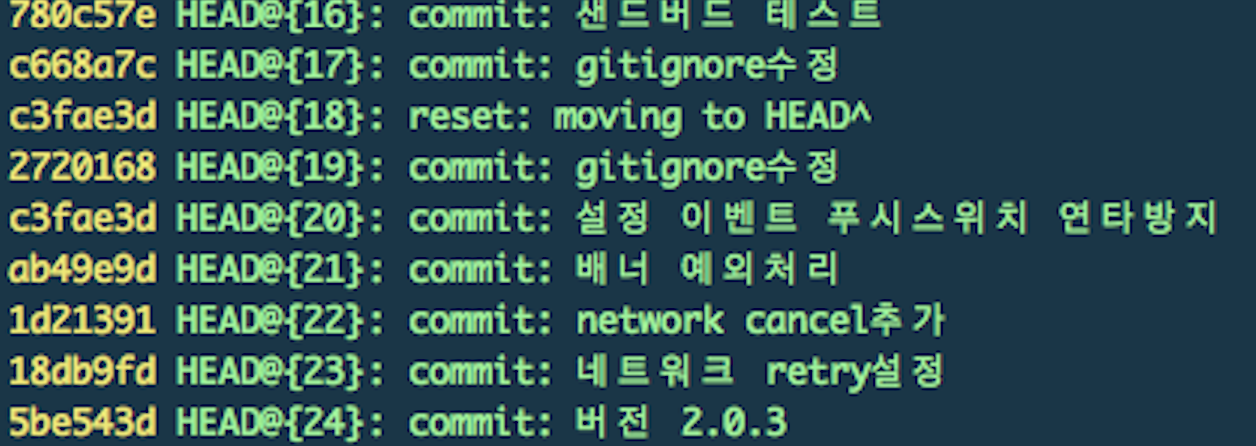 780c57e HEAD@{16}: commit: 샌드버드 테스트
c668a7c HEAD@{17}: commit: gitignore수정
c3fae3d HEAD@{18}: reset: moving to HEAD^
2720168 HEAD@{19}: commit: gitignore수정
c3fae3d HEAD@{20}: commit: 설정 이벤트 푸시스위치 연타방지
ab49e9d HEAD@{21}: commit: 배너 예외처리
1d21391 HEAD@{22}: commit: network cancel추가
18db9fd HEAD@{23}: commit: 네트워크 retry설정
5be543d HEAD@{24}: commit: 버전 2.0.3